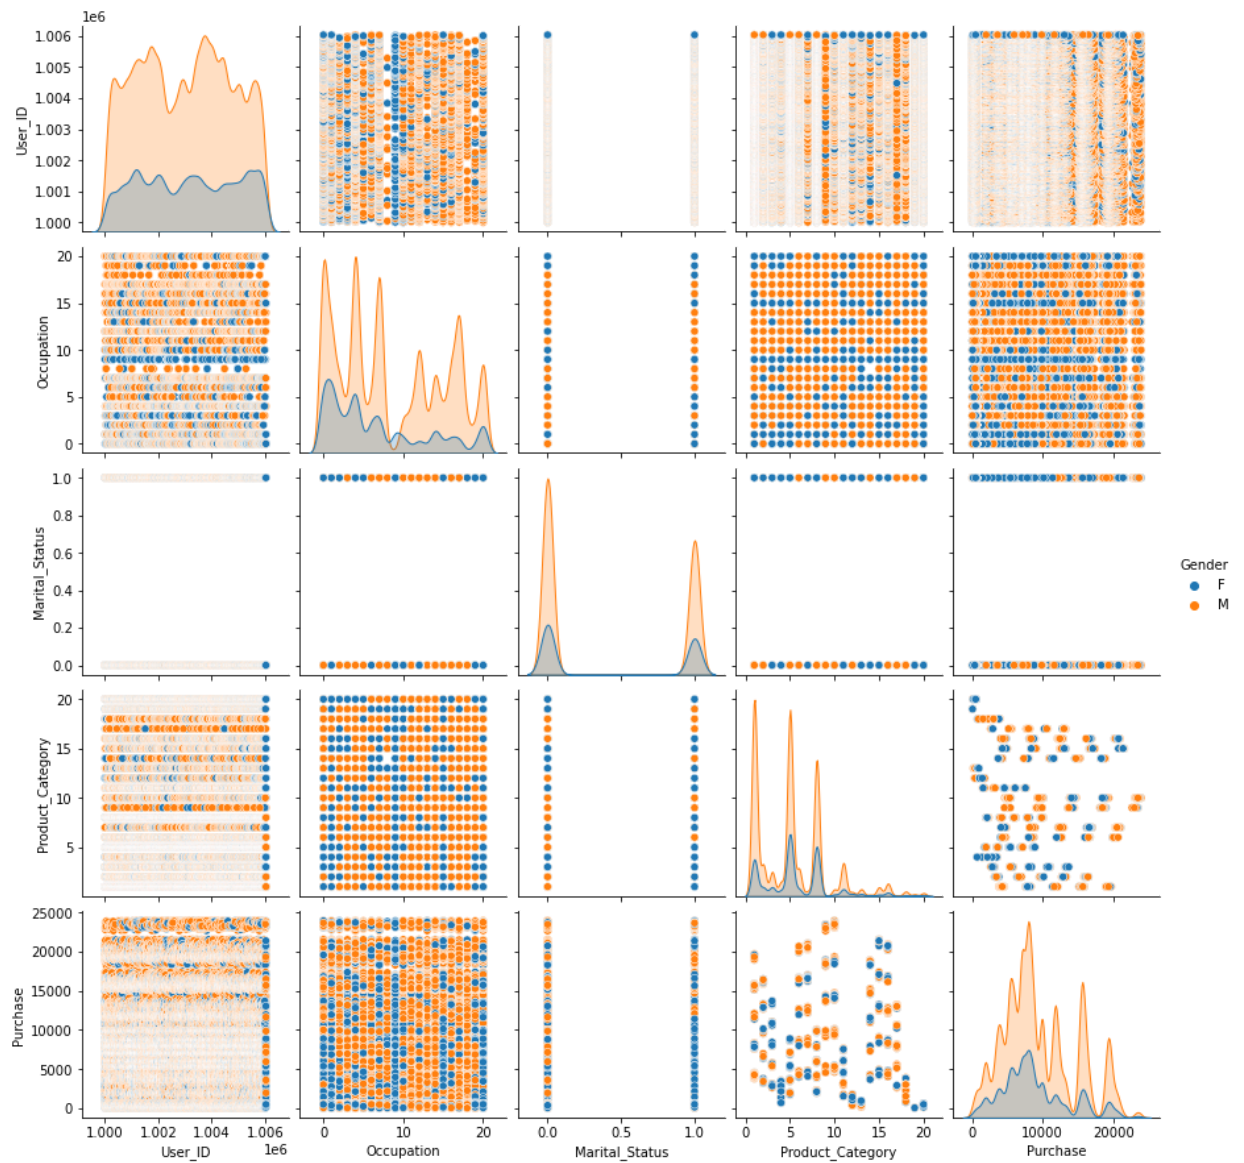 1e6
1.006
1.005
1.004
1.003
1.002
1.001
1.000
User_ID
20
15
10
5
0
Occupation
1.0
0.8
0.6
0.4
0.2
0.0
Marital_Status
Gender
F
M
20
15
10
5
Product_Category
25000
20000
15000
10000
5000
0
Purchase
1.000 1.002 1.004 1.006 0 10 20 0.0 0.5 1.0 0 5 10 15 20 0 10000 20000
User_ID 1e6 Occupation Marital_Status Product_Category Purchase